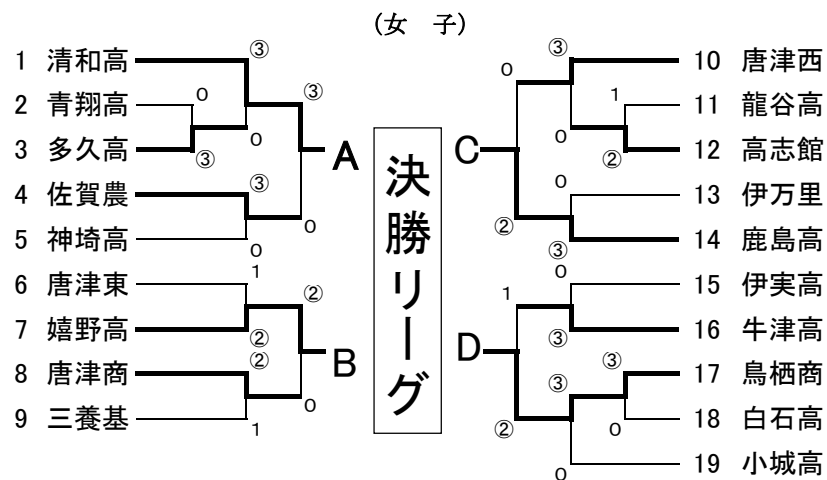 (女 子)
1 清和高
2 青翔高
3 多久高
4 佐賀農
5 神埼高
6 唐津東
7 嬉野高
8 唐津商
9 三養基
③
0
③
0
③
③
0
0
1
②
②
1
②
0
A
B
決勝リーグ
C
D
0
②
1
②
③
0
1
②
0
③
0
③
③
0
0
10 唐津西
11 龍谷高
12 高志館
13 伊万里
14 鹿島高
15 伊実高
16 牛津高
17 鳥栖商
18 白石高
19 小城高